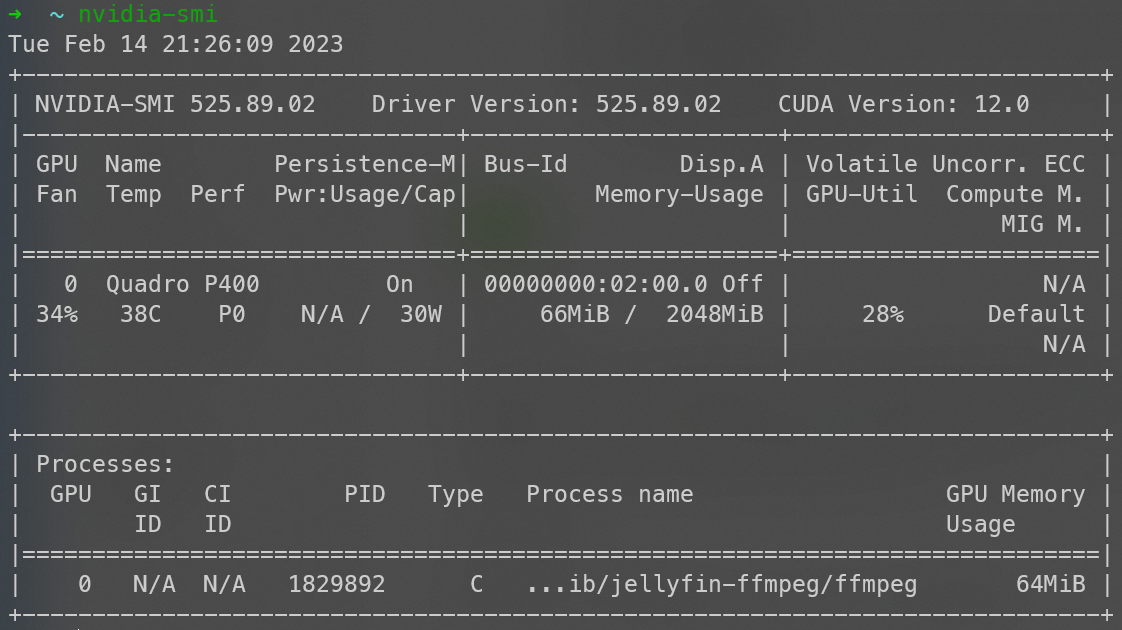 ➜  ~ nvidia-smi
Tue Feb 14 21:26:09 2023
+-----------------------------------------------------------------------------+
| NVIDIA-SMI 525.89.02    Driver Version: 525.89.02    CUDA Version: 12.0     |
|-------------------------------+----------------------+----------------------+
| GPU  Name        Persistence-M| Bus-Id        Disp.A | Volatile Uncorr. ECC |
| Fan  Temp  Perf  Pwr:Usage/Cap|         Memory-Usage | GPU-Util  Compute M. |
|                               |                      |               MIG M. |
|===============================+======================+======================|
|   0  Quadro P400         On   | 00000000:02:00.0 Off |                  N/A |
| 34%   38C    P0    N/A /  30W |     66MiB /  2048MiB |     28%      Default |
|                               |                      |                  N/A |
+-------------------------------+----------------------+----------------------+
+-----------------------------------------------------------------------------+
| Processes:                                                                  |
|  GPU   GI   CI        PID   Type   Process name                  GPU Memory |
|        ID   ID                                                   Usage      |
|=============================================================================|
|    0   N/A  N/A   1829892      C   ...ib/jellyfin-ffmpeg/ffmpeg       64MiB |
+-----------------------------------------------------------------------------+